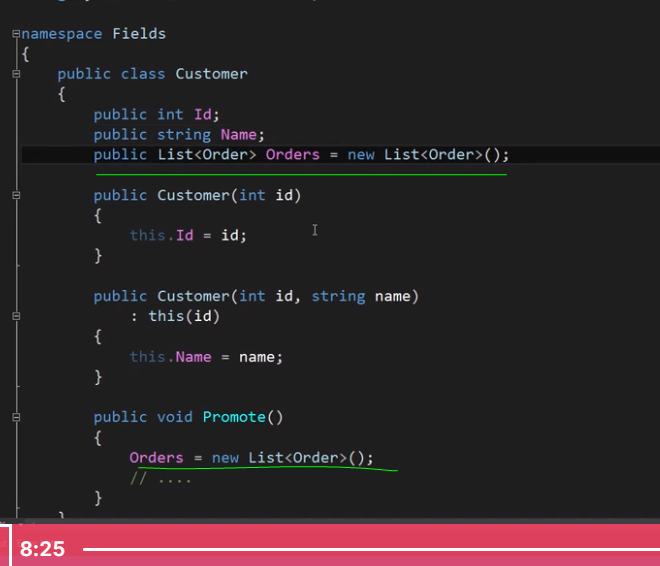 namespace Fields
{
public class Customer
{
public int Id;
public string Name;
public List<Order> Orders = new List<Order>();
public Customer(int id)
{
this.Id = id;
}
public Customer(int id, string name)
: this(id)
{
this.Name = name;
}
public void Promote()
{
Orders = new List<Order>();
// ....
}
}
8:25